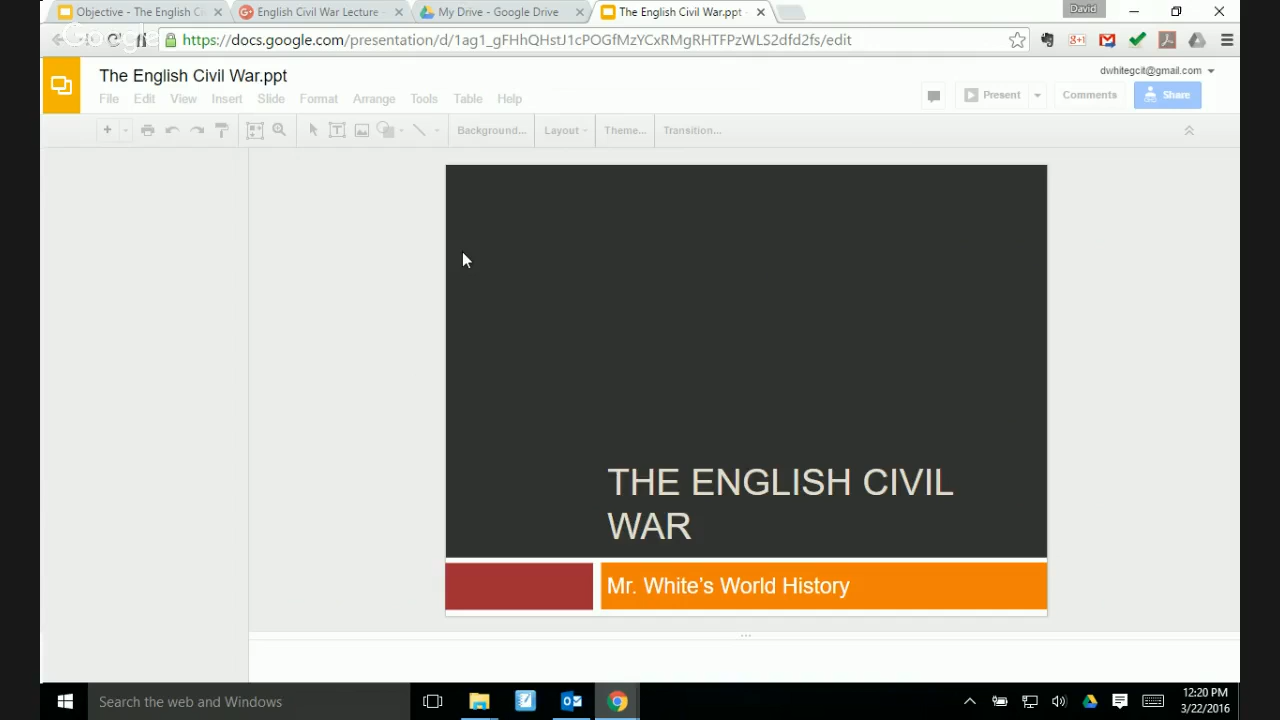 Objective - The English Ci
English Civil War Lecture
My Drive - Google Drive
The English Civil War.ppt
David
https://docs.google.com/presentation/d/1ag1_gFHhQHstJ1cPOGfMzYCxRMgRHTFPzWLS2dfd2fs/edit
Google
The English Civil War.ppt
dwhitegcit@gmail.com
File Edit View Insert Slide Format Arrange Tools Table Help
Present
Comments
Share
Background...
Layout
Theme...
Transition...
THE ENGLISH CIVIL
WAR
Mr. White's World History
Search the web and Windows
12:20 PM
3/22/2016